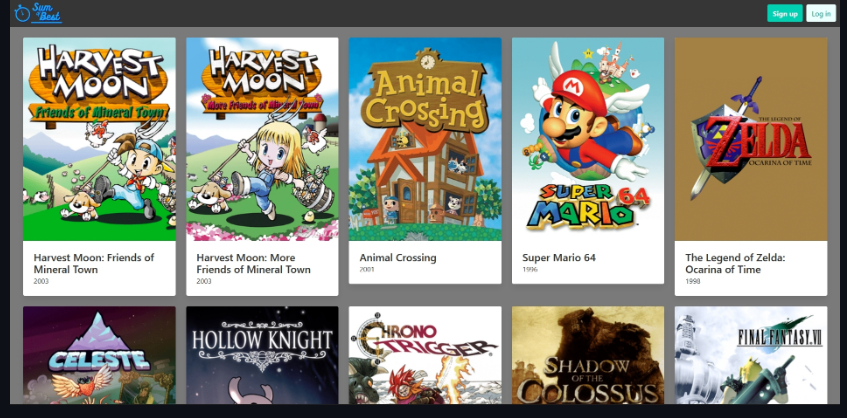 Sum
of Best
Sign up
Log in
HARVEST
MOON
Friends of Mineral Town
HARVEST
MOON
More Friends of Mineral Town
Animal
Crossing
SUPER
MARIO 64
THE LEGEND OF
ZELDA
OCARINA OF TIME
Harvest Moon: Friends of
Mineral Town
2003
Harvest Moon: More
Friends of Mineral Town
2003
Animal Crossing
2001
Super Mario 64
1996
The Legend of Zelda:
Ocarina of Time
1998
CELESTE
HOLLOW KNIGHT
CHRONO
TRIGGER
SHADOW
OF THE
COLOSSUS
FINAL FANTASY VII